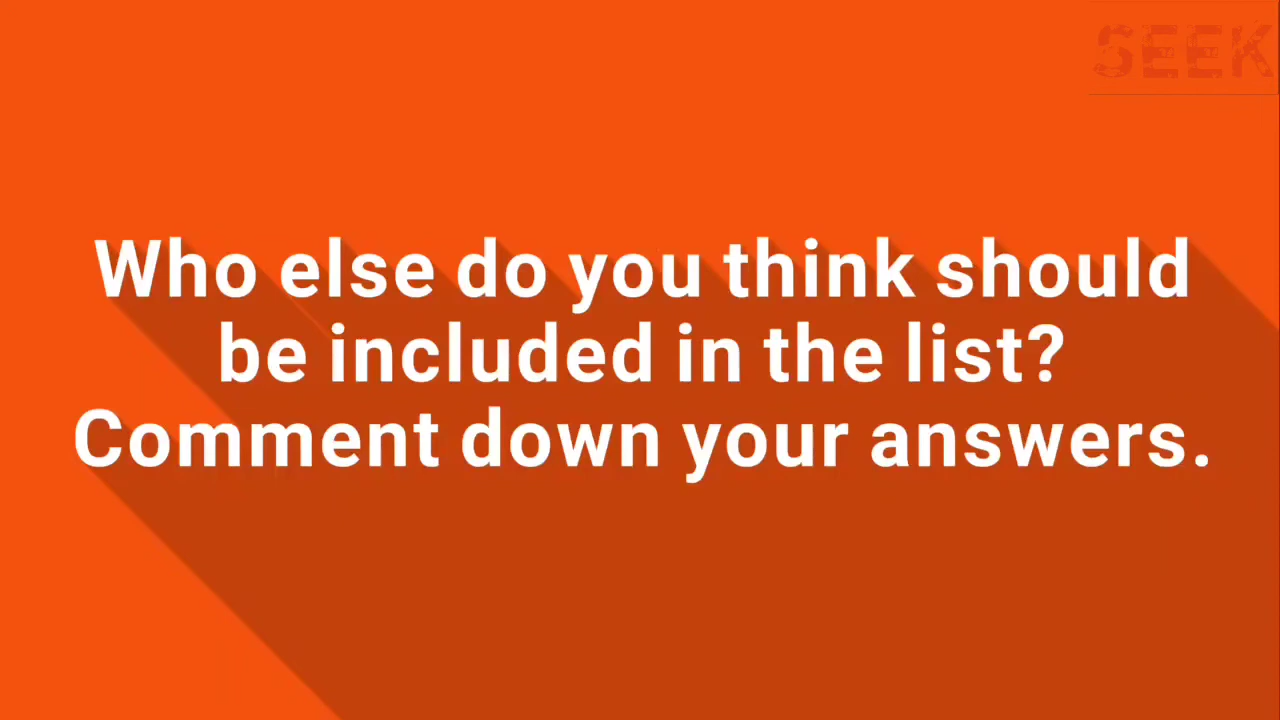 SEEK
Who else do you think should
be included in the list?
Comment down your answers.